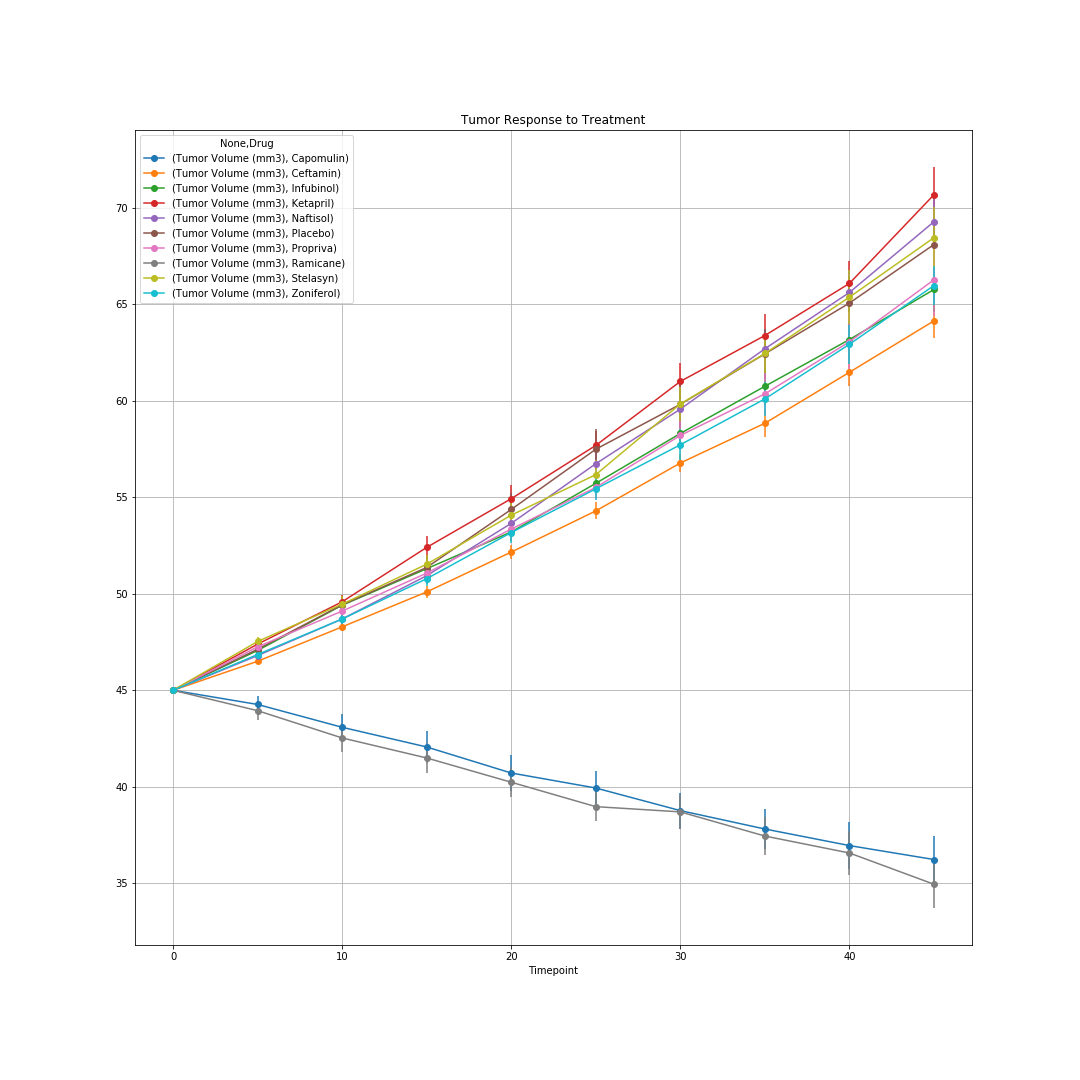 Tumor Response to Treatment
None,Drug
(Tumor Volume (mm3), Capomulin)
(Tumor Volume (mm3), Ceftamin)
(Tumor Volume (mm3), Infubinol)
(Tumor Volume (mm3), Ketapril)
(Tumor Volume (mm3), Naftisol)
(Tumor Volume (mm3), Placebo)
(Tumor Volume (mm3), Propriva)
(Tumor Volume (mm3), Ramicane)
(Tumor Volume (mm3), Stelasyn)
(Tumor Volume (mm3), Zoniferol)
70
65
60
55
50
45
40
35
0 10 20 30 40
Timepoint